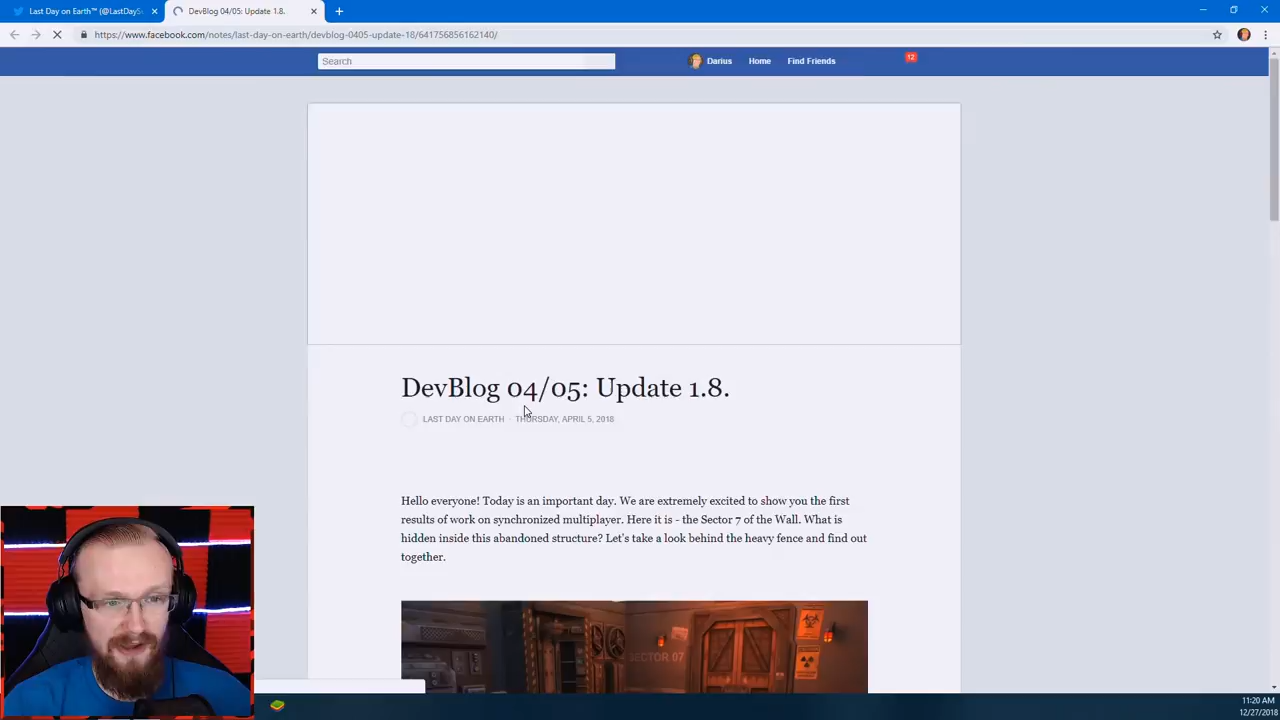 Last Day on Earth™ (@LastDayS
DevBlog 04/05: Update 1.8.
https://www.facebook.com/notes/last-day-on-earth/devblog-0405-update-18/641756856162140/
Search
Darius
Home
Find Friends
12
DevBlog 04/05: Update 1.8.
LAST DAY ON EARTH · THURSDAY, APRIL 5, 2018
Hello everyone! Today is an important day. We are extremely excited to show you the first
results of work on synchronized multiplayer. Here it is - the Sector 7 of the Wall. What is
hidden inside this abandoned structure? Let's take a look behind the heavy fence and find out
together.
SECTOR 07
11:20 AM
12/27/2018